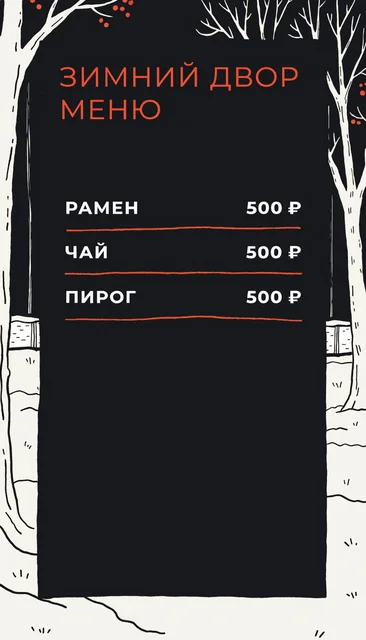 ЗИМНИЙ ДВОР
МЕНЮ
РАМЕН 500 ₽
ЧАЙ 500 ₽
ПИРОГ 500 ₽